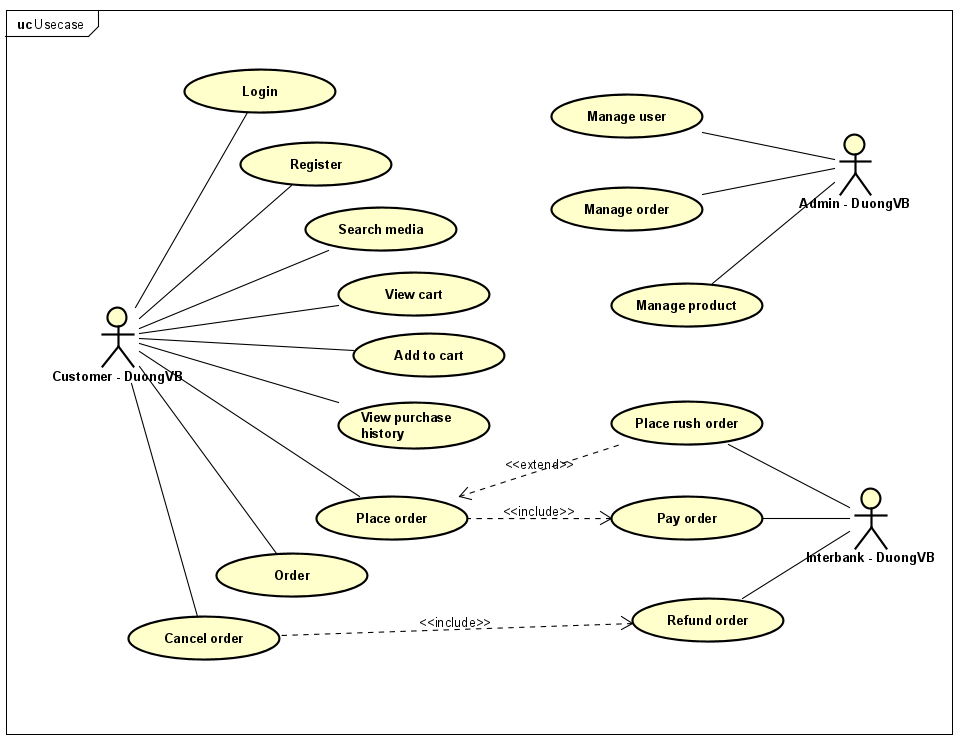 uc Usecase
Login
Manage user
Register
Admin - DuongVB
Manage order
Search media
View cart
Manage product
Add to cart
Customer - DuongVB
View purchase
history
Place rush order
<<extend>>
<<include>>
Place order
Pay order
Interbank - DuongVB
Order
<<include>>
Refund order
Cancel order